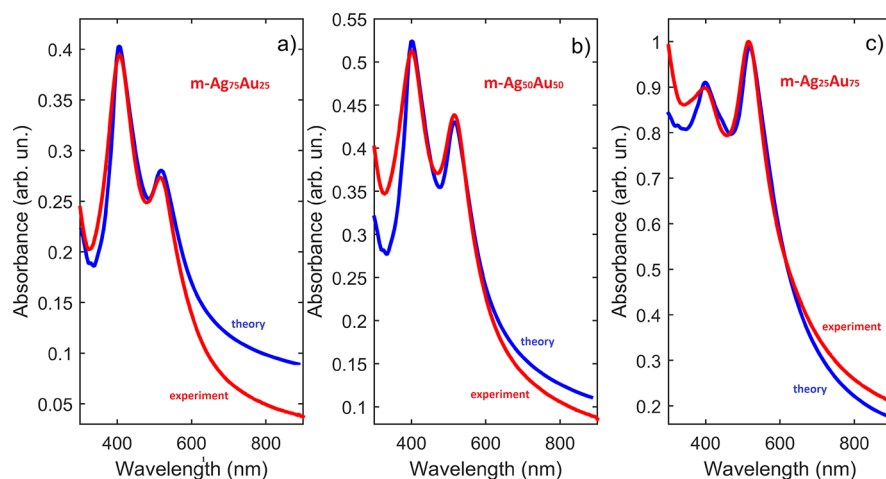 a)
m-Ag75Au25
0.4
0.35
0.3
0.25
0.2
0.15
0.1
0.05
Absorbance (arb. un.)
theory
experiment
400 600 800
Wavelength (nm)
b)
m-Ag50Au50
0.55
0.5
0.45
0.4
0.35
0.3
0.25
0.2
0.15
0.1
Absorbance (arb. un.)
theory
experiment
400 600 800
Wavelength (nm)
c)
m-Ag25Au75
1
0.9
0.8
0.7
0.6
0.5
0.4
0.3
0.2
Absorbance (arb. un.)
experiment
theory
400 600 800
Wavelength (nm)